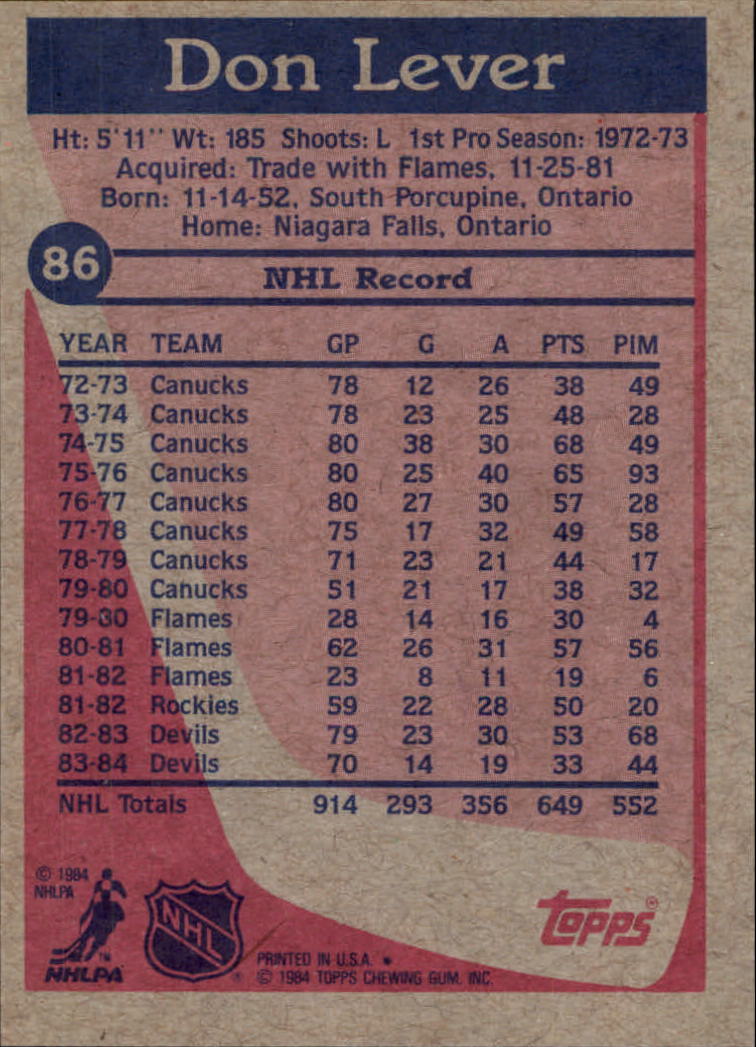 Don Lever
Ht: 5'11" Wt: 185 Shoots: L 1st Pro Season: 1972-73
Acquired: Trade with Flames, 11-25-81
Born: 11-14-52, South Porcupine, Ontario
Home: Niagara Falls, Ontario
86
NHL Record
YEAR TEAM GP G A PTS PIM
72-73 Canucks 78 12 26 38 49
73-74 Canucks 78 23 25 48 28
74-75 Canucks 80 38 30 68 49
75-76 Canucks 80 25 40 65 93
76-77 Canucks 80 27 30 57 28
77-78 Canucks 75 17 32 49 58
78-79 Canucks 71 23 21 44 17
79-80 Canucks 51 21 17 38 32
79-80 Flames 28 14 16 30 4
80-81 Flames 62 26 31 57 56
81-82 Flames 23 8 11 19 6
81-82 Rockies 59 22 28 50 20
82-83 Devils 79 23 30 53 68
83-84 Devils 70 14 19 33 44
NHL Totals 914 293 356 649 552
© 1984
NHLPA
TM
NHLPA
NHL
®
topps®
PRINTED IN U.S.A. *
© 1984 TOPPS CHEWING GUM, INC.